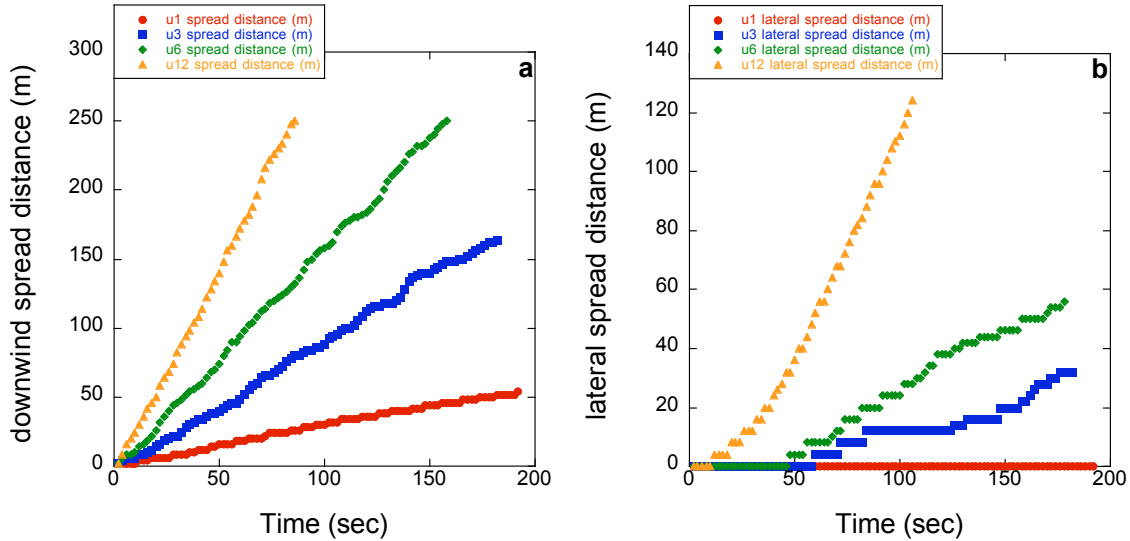 u1 spread distance (m)
u3 spread distance (m)
u6 spread distance (m)
u12 spread distance (m)
a
downwind spread distance (m)
300
250
200
150
100
50
0
0
50
100
150
200
Time (sec)
u1 lateral spread distance (m)
u3 lateral spread distance (m)
u6 lateral spread distance (m)
u12 lateral spread distance (m)
b
lateral spread distance (m)
140
120
100
80
60
40
20
0
0
50
100
150
200
Time (sec)